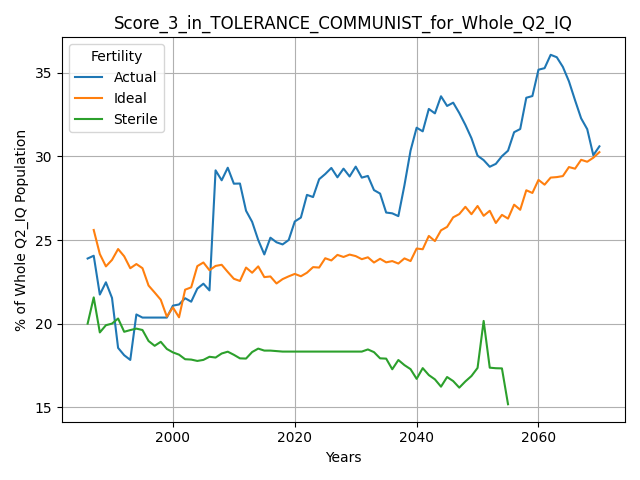 Score_3_in_TOLERANCE_COMMUNIST_for_Whole_Q2_IQ
Fertility
Actual
Ideal
Sterile
% of Whole Q2_IQ Population
35
30
25
20
15
2000 2020 2040 2060
Years